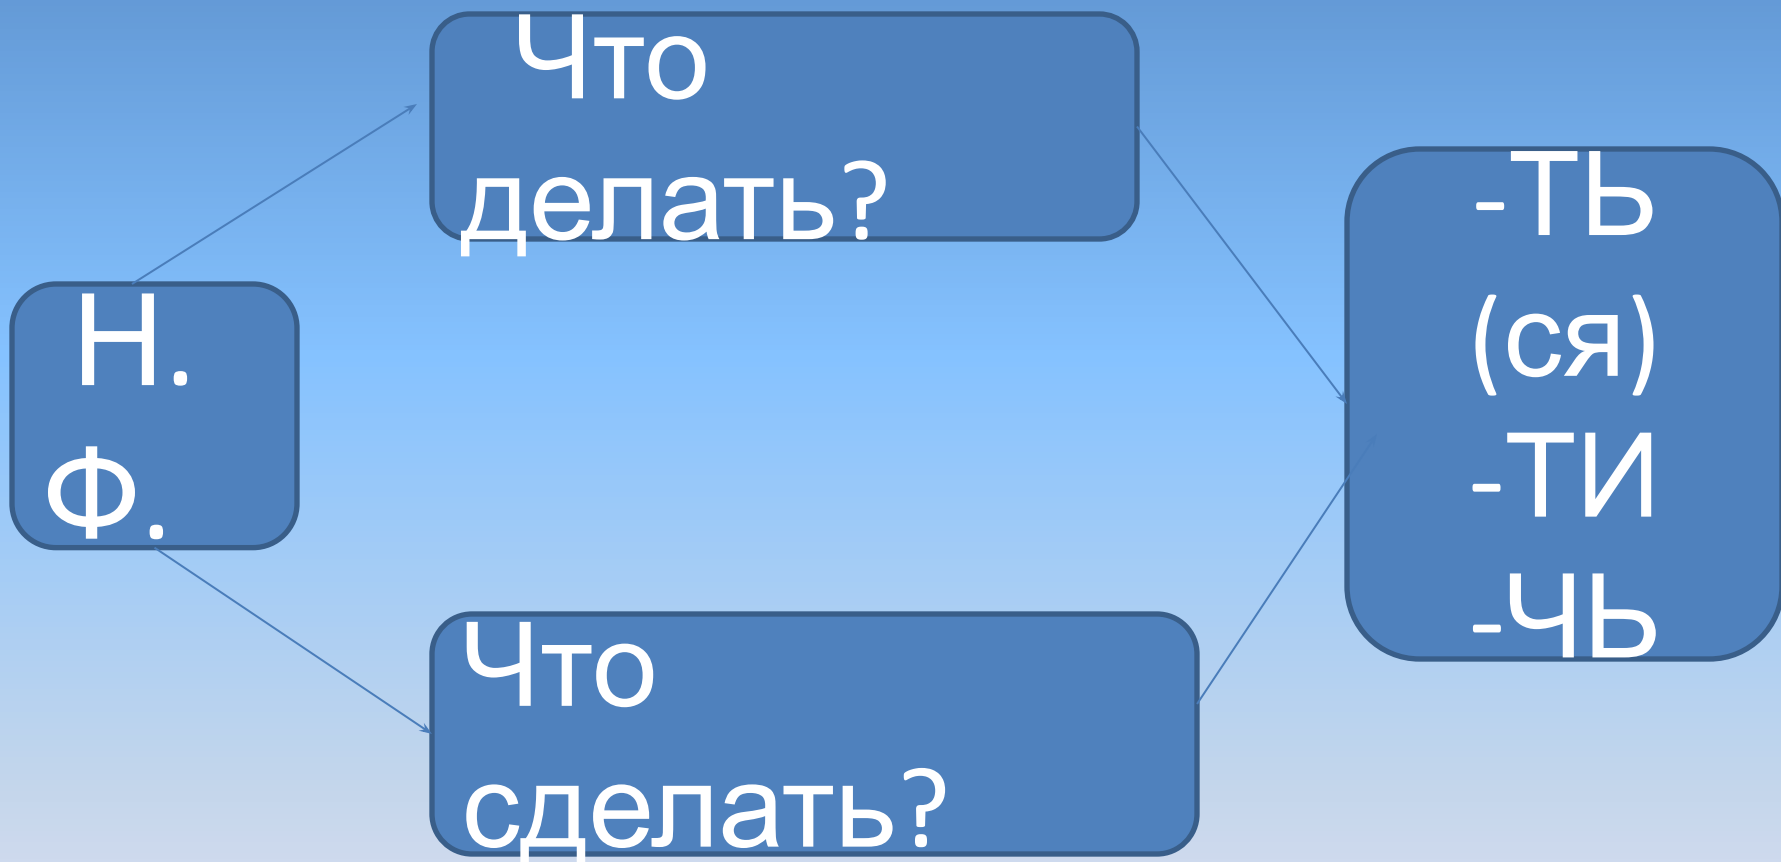 Что
делать?
Н.
Ф.
-ТЬ
(ся)
-ТИ
-ЧЬ
Что
сделать?